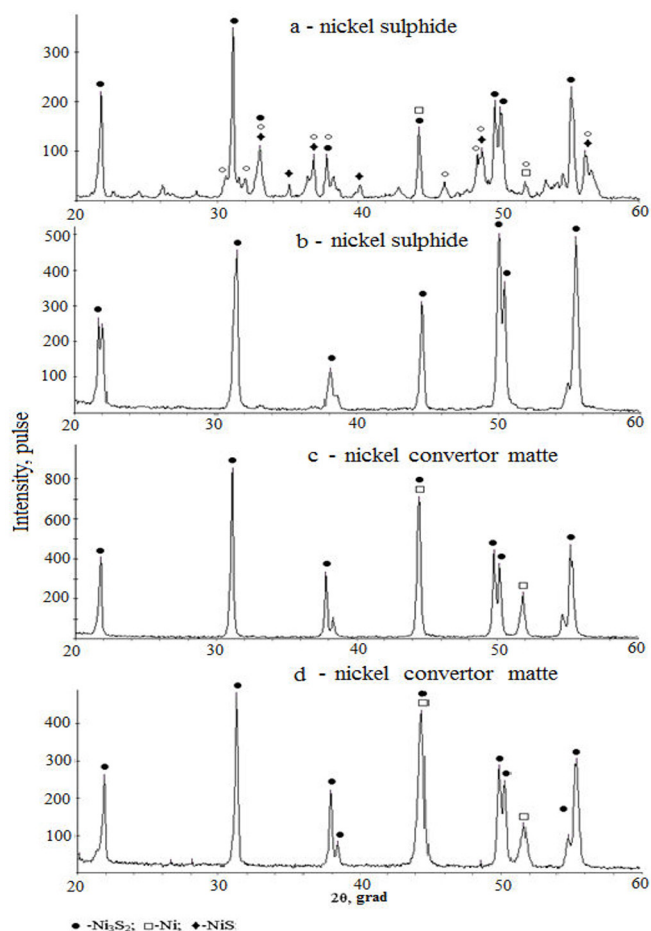 a - nickel sulphide
300
200
100
20 30 40 50 60
b - nickel sulphide
500
400
300
200
100
20 30 40 50 60
Intensity, pulse
c - nickel convertor matte
800
600
400
200
20 30 40 50 60
d - nickel convertor matte
400
300
200
100
20 30 40 50 60
2θ, grad
● -Ni₃S₂; □ -Ni; ◆ -NiS